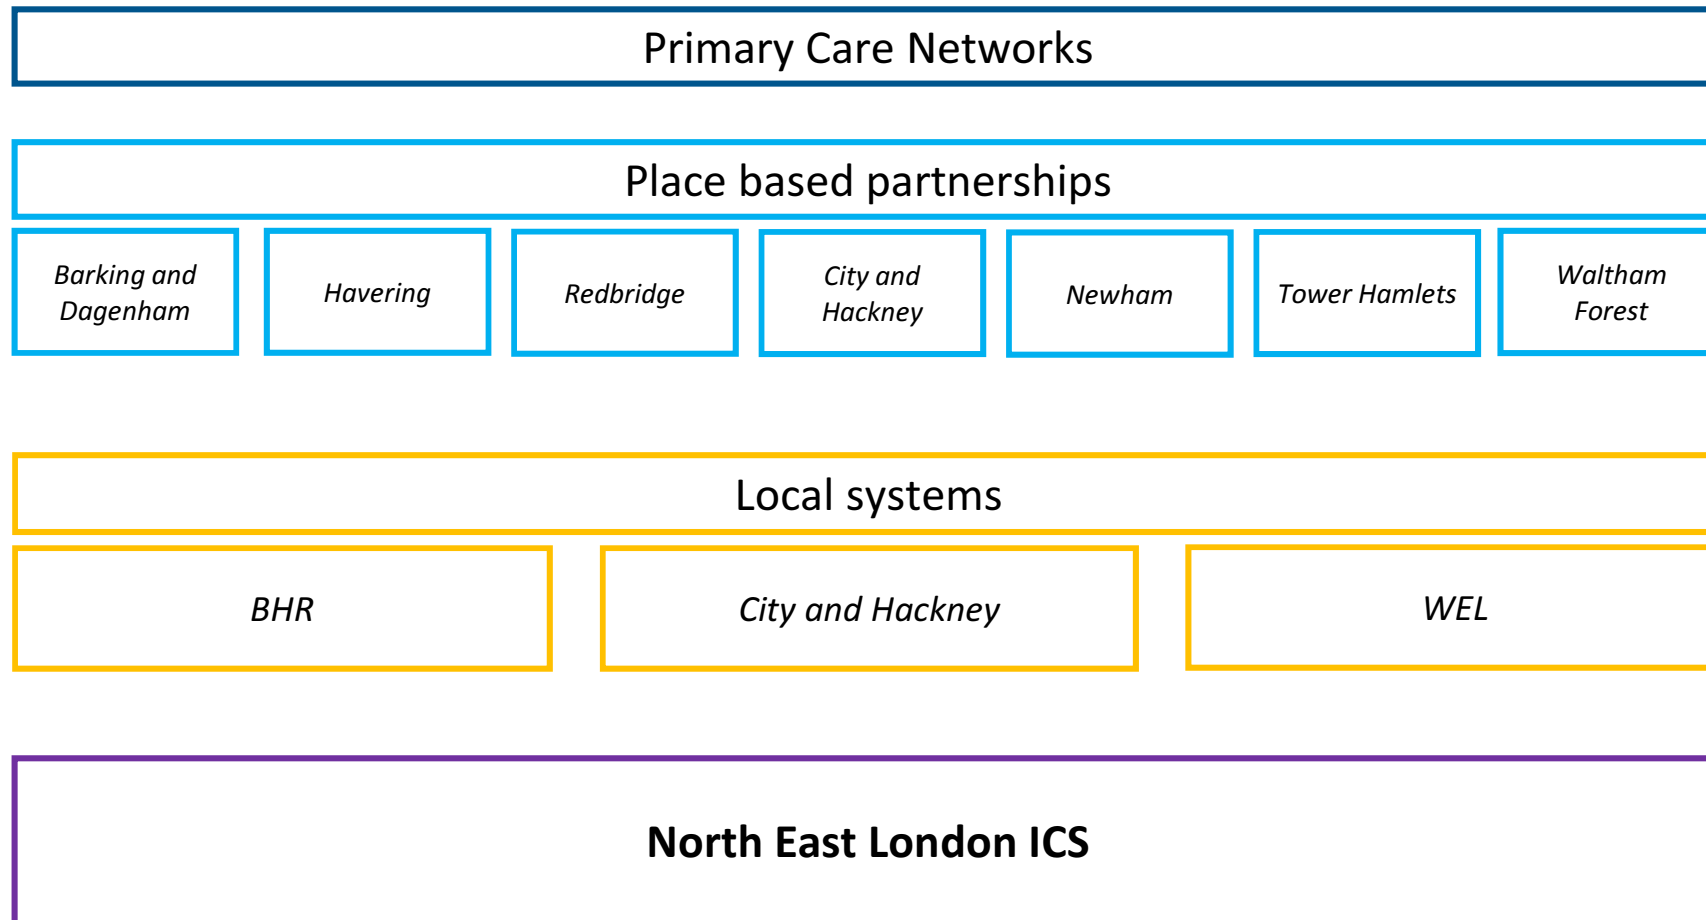 Primary Care Networks
Place based partnerships
Barking and
Dagenham
Havering
Redbridge
City and
Hackney
Newham
Tower Hamlets
Waltham
Forest
Local systems
BHR
City and Hackney
WEL
North East London ICS